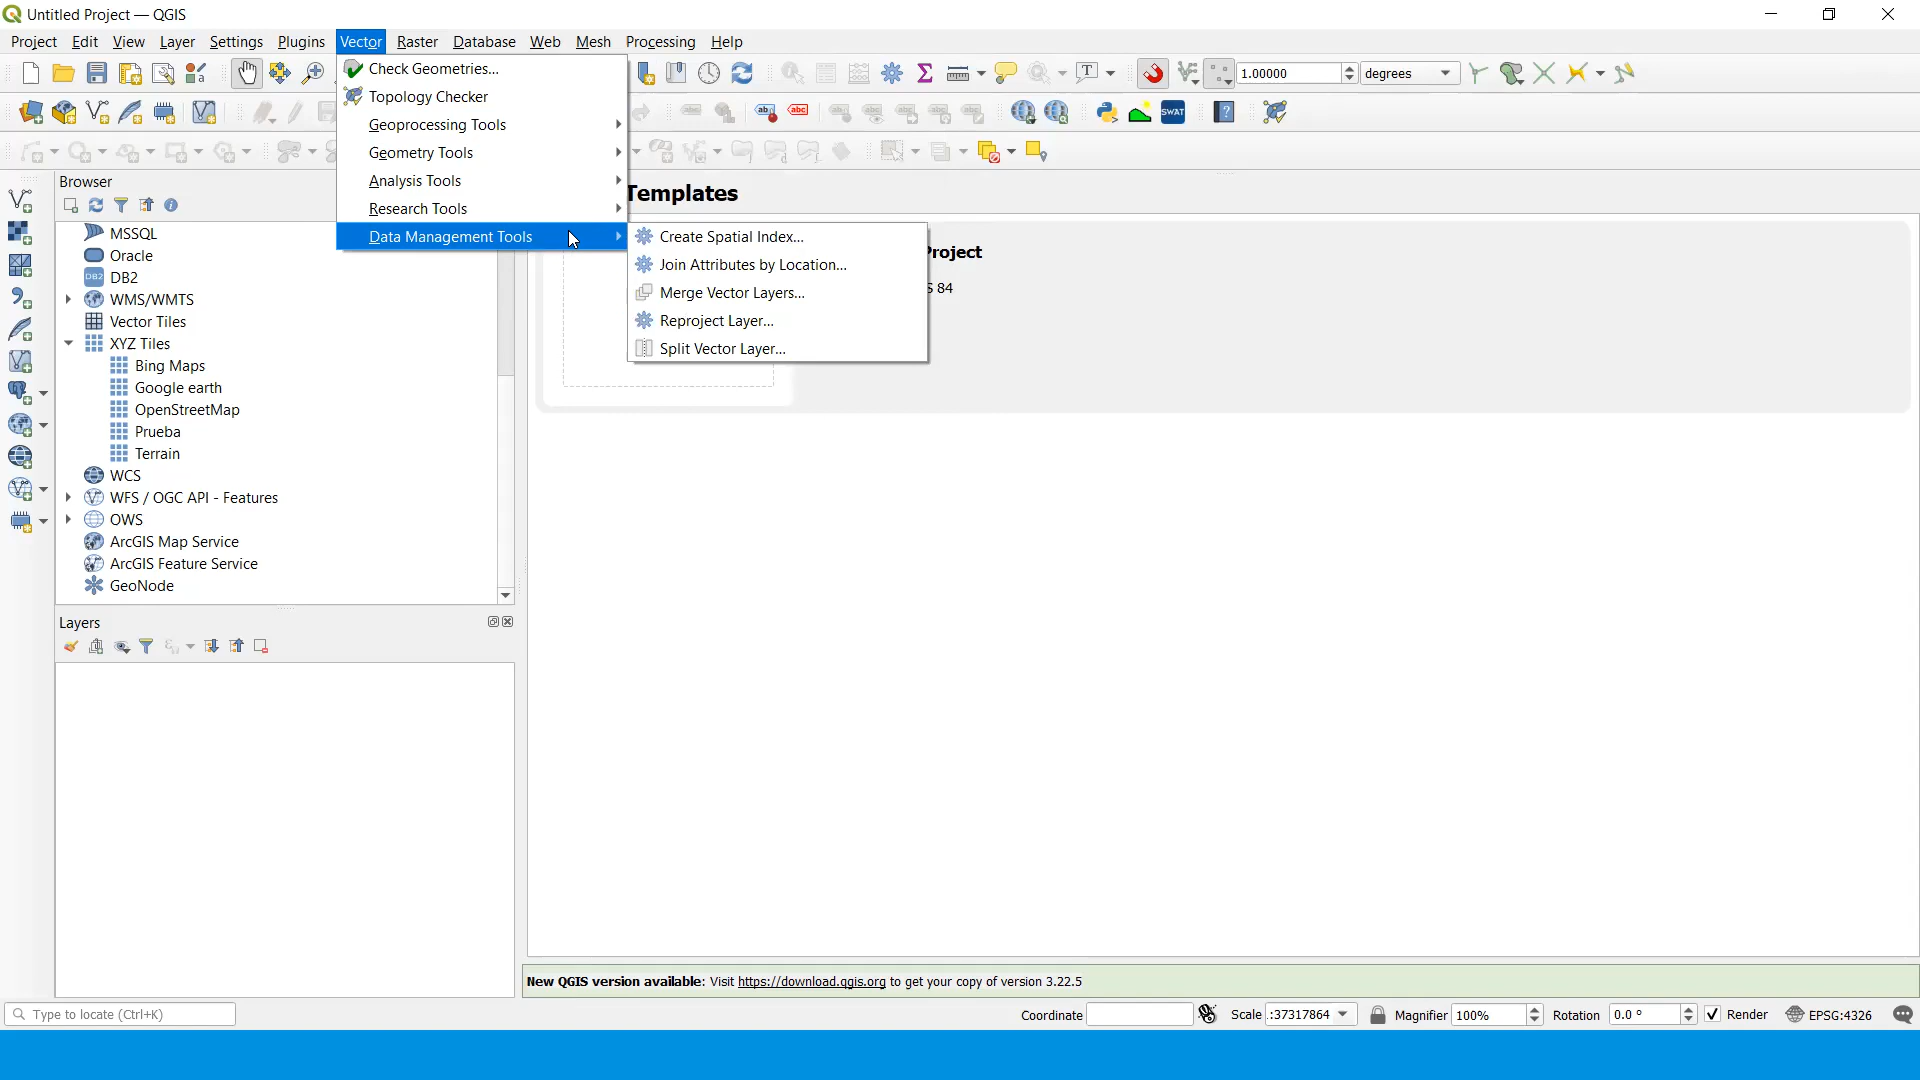 Untitled Project — QGIS
Project Edit View Layer Settings Plugins Vector Raster Database Web Mesh Processing Help
Check Geometries...
Topology Checker
Geoprocessing Tools
Geometry Tools
Analysis Tools
Research Tools
Data Management Tools
Create Spatial Index...
Join Attributes by Location...
Merge Vector Layers...
Reproject Layer...
Split Vector Layer...
1.00000 degrees
abc abc abc SWAT
Browser
Templates
Project
S 84
MSSQL
Oracle
DB2 DB2
WMS/WMTS
Vector Tiles
XYZ Tiles
Bing Maps
Google earth
OpenStreetMap
Prueba
Terrain
WCS
WFS / OGC API - Features
OWS
ArcGIS Map Service
ArcGIS Feature Service
GeoNode
Layers
New QGIS version available: Visit https://download.qgis.org to get your copy of version 3.22.5
Type to locate (Ctrl+K) Coordinate Scale :37317864 Magnifier 100% Rotation 0.0 ° Render EPSG:4326